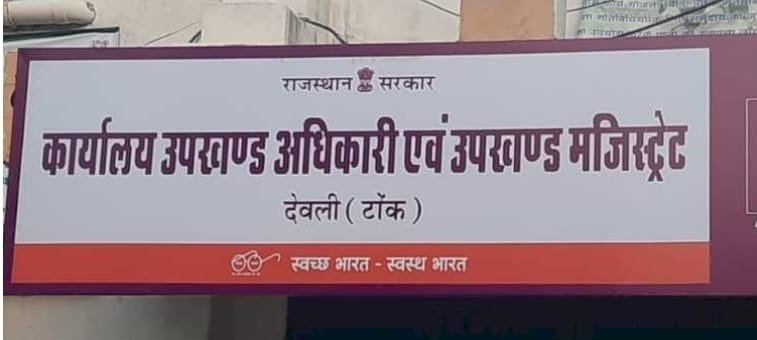 राजस्थान सरकार
कार्यालय उपखण्ड अधिकारी एवं उपखण्ड मजिस्ट्रेट
देवली ( टोंक )
स्वच्छ भारत - स्वस्थ भारत